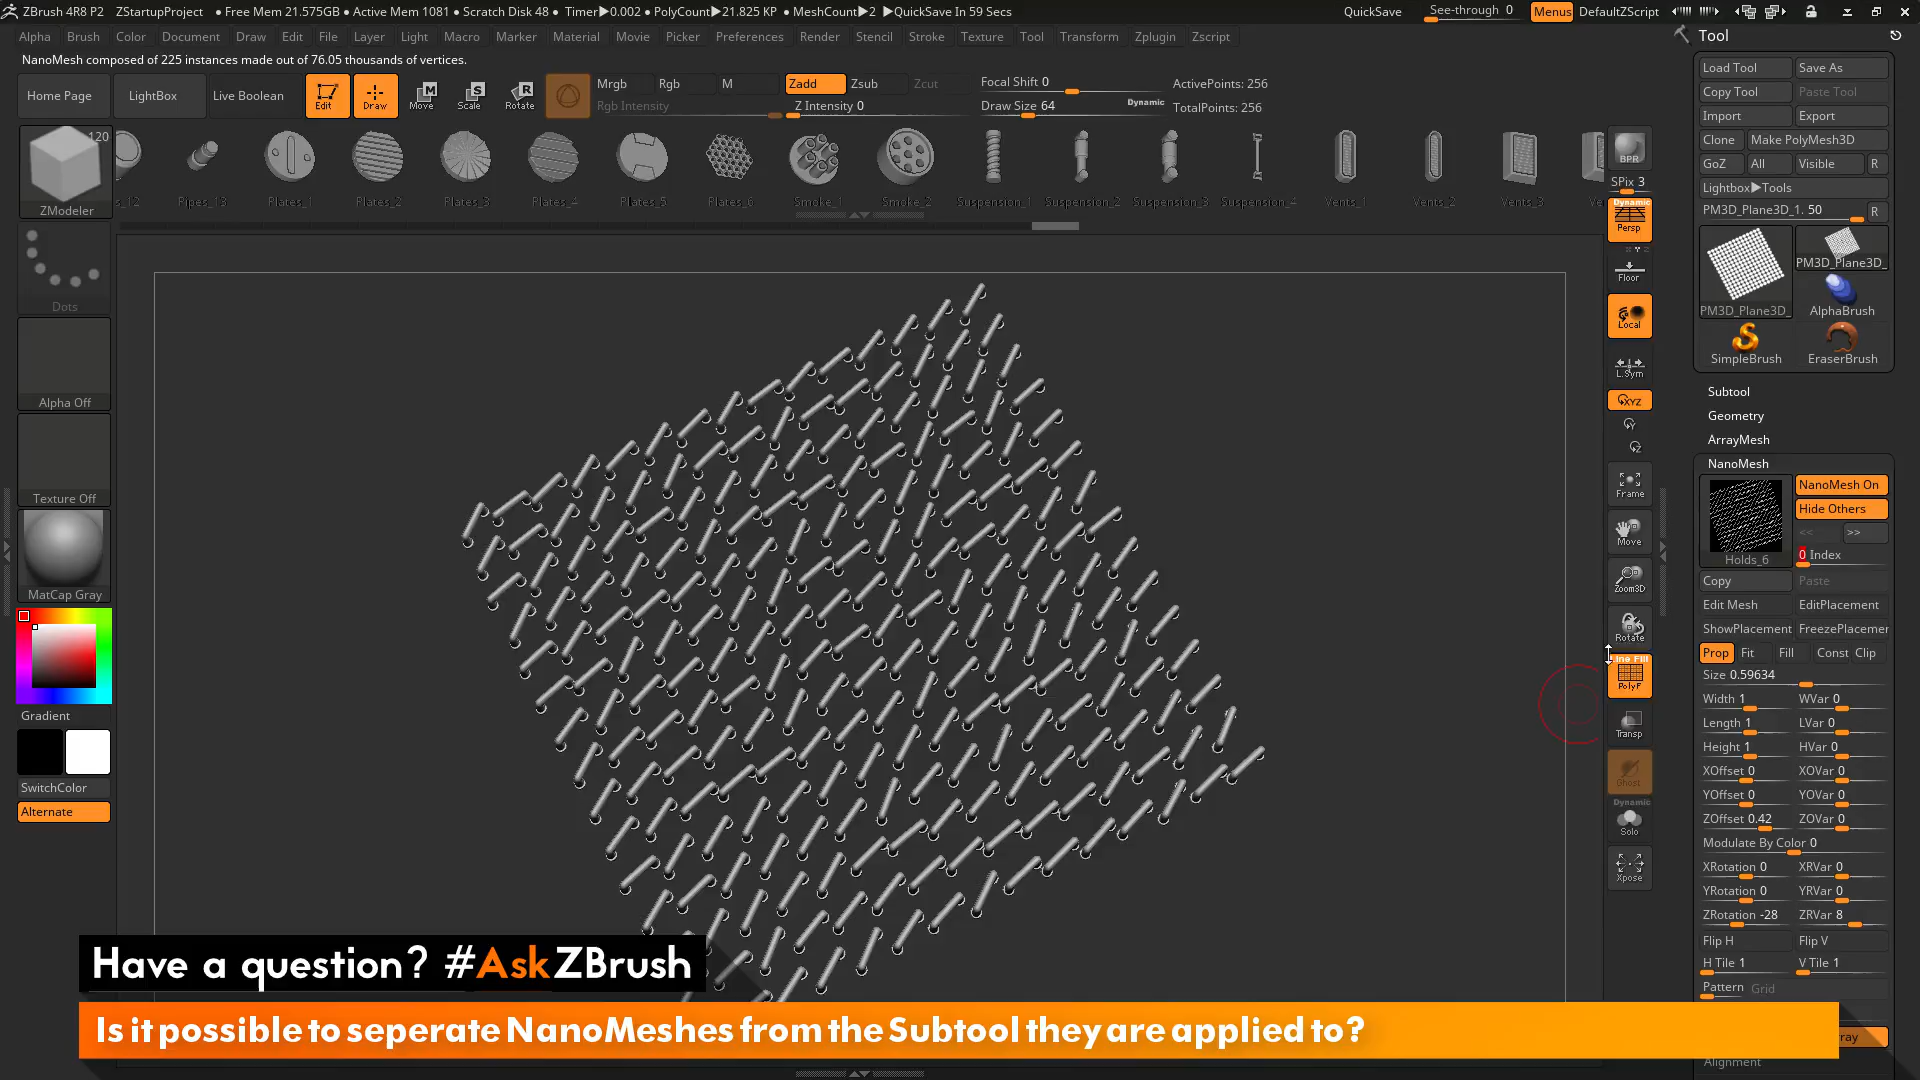 ZBrush 4R8 P2 ZStartupProject ● Free Mem 21.575GB ● Active Mem 1081 ● Scratch Disk 48 ● Timer▶0.002 ● PolyCount▶21.825 KP ● MeshCount▶2 ▶QuickSave In 59 Secs QuickSave See-through 0 Menus DefaultZScript
Alpha Brush Color Document Draw Edit File Layer Light Macro Marker Material Movie Picker Preferences Render Stencil Stroke Texture Tool Transform Zplugin Zscript
NanoMesh composed of 225 instances made out of 76.05 thousands of vertices.
Home Page LightBox Live Boolean Edit Draw Move Scale Rotate
Mrgb Rgb M Zadd Zsub Zcut Focal Shift 0 ActivePoints: 256
Rgb Intensity Z Intensity 0 Draw Size 64 Dynamic TotalPoints: 256
120
ZModeler
s_12 Pipes_13 Plates_1 Plates_2 Plates_3 Plates_4 Plates_5 Plates_6 Smoke_1 Smoke_2 Suspension_1 Suspension_2 Suspension_3 Suspension_4 Vents_1 Vents_2 Vents_3
Dots
Alpha Off
Texture Off
MatCap Gray
Gradient
SwitchColor
Alternate
BPR
SPix 3
Dynamic
Persp
Floor
Local
L.Sym
XYZ
Frame
Move
Zoom3D
Rotate
Line Fill
PolyF
Transp
Ghost
Dynamic
Solo
Xpose
Tool
Load Tool Save As
Copy Tool Paste Tool
Import Export
Clone Make PolyMesh3D
GoZ All Visible R
Lightbox▶Tools
PM3D_Plane3D_1. 50 R
PM3D_Plane3D_
PM3D_Plane3D_ AlphaBrush
SimpleBrush EraserBrush
Subtool
Geometry
ArrayMesh
NanoMesh
NanoMesh On
Hide Others
<< >>
Holds_6 0 Index
Copy Paste
Edit Mesh EditPlacement
ShowPlacement FreezePlacemen
Prop Fit Fill Const Clip
Size 0.59634
Width 1 WVar 0
Length 1 LVar 0
Height 1 HVar 0
XOffset 0 XOVar 0
YOffset 0 YOVar 0
ZOffset 0.42 ZOVar 0
Modulate By Color 0
XRotation 0 XRVar 0
YRotation 0 YRVar 0
ZRotation -28 ZRVar 8
Flip H Flip V
H Tile 1 V Tile 1
Pattern Grid
ray
Alignment
Have a question? #AskZBrush
Is it possible to seperate NanoMeshes from the Subtool they are applied to?